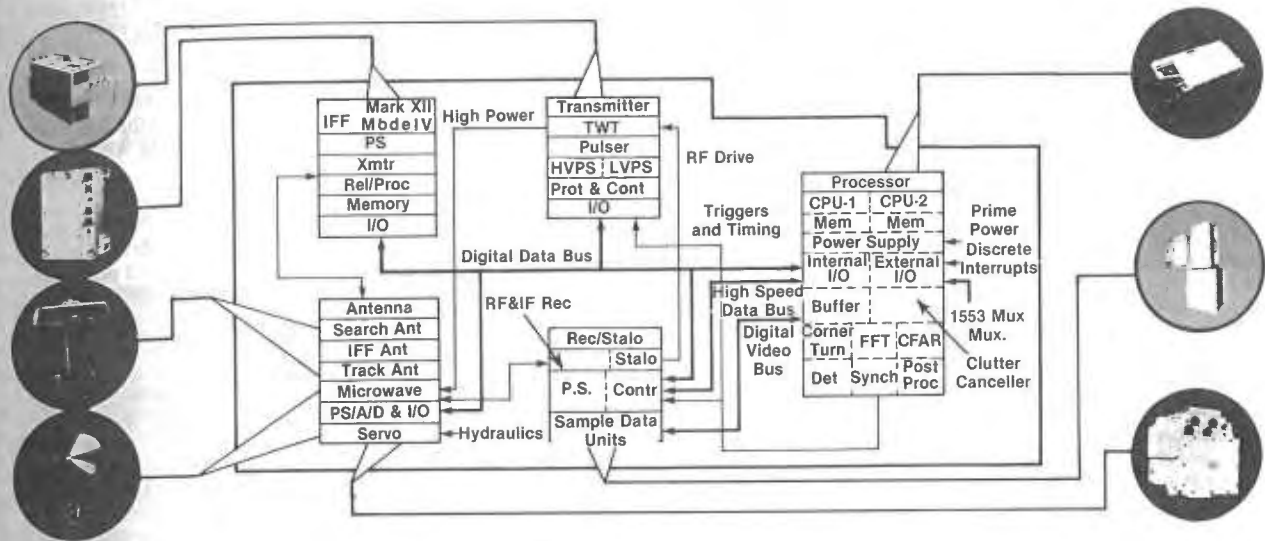 Mark XII
IFF Mode IV
PS
Xmtr
Rel/Proc
Memory
I/O
High Power
Transmitter
TWT
Pulser
HVPS LVPS
Prot & Cont
I/O
RF Drive
Triggers
and Timing
Digital Data Bus
Processor
CPU-1 CPU-2
Mem Mem
Power Supply
Internal External
I/O I/O
Buffer
Corner
Turn FFT CFAR
Det Synch Post
Proc
Prime
Power
Discrete
Interrupts
1553 Mux
Mux.
Clutter
Canceller
RF&IF Rec
High Speed
Data Bus
Digital
Video
Bus
Antenna
Search Ant
IFF Ant
Track Ant
Microwave
PS/A/D & I/O
Servo
Hydraulics
Rec/Stalo
Stalo
P.S. Contr
Sample Data
Units